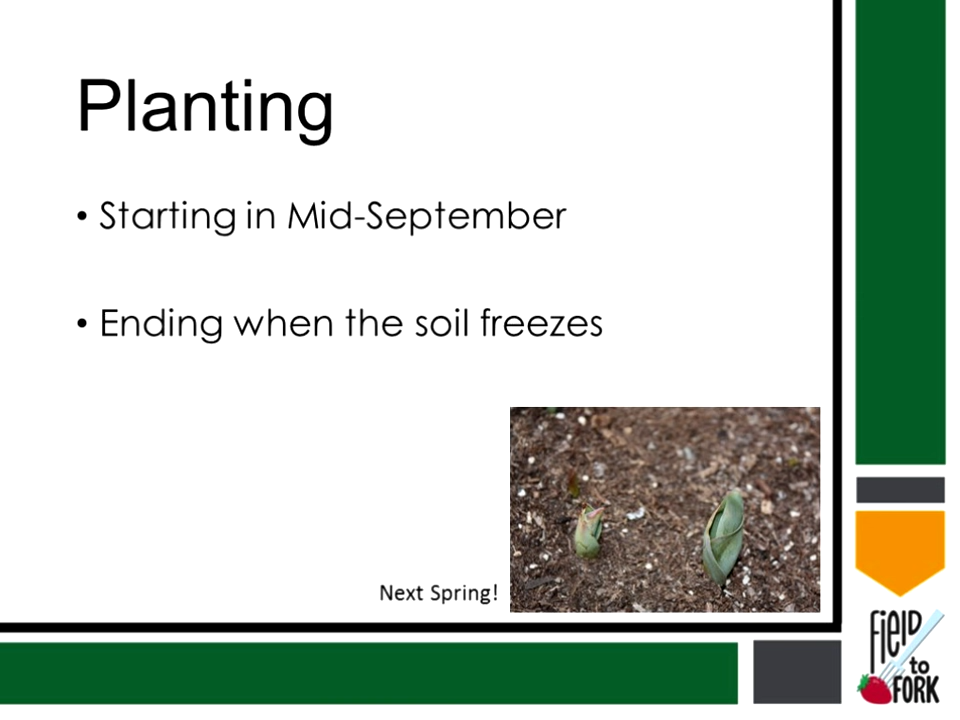 Planting
• Starting in Mid-September
• Ending when the soil freezes
Next Spring!
FIELD
to
FORK